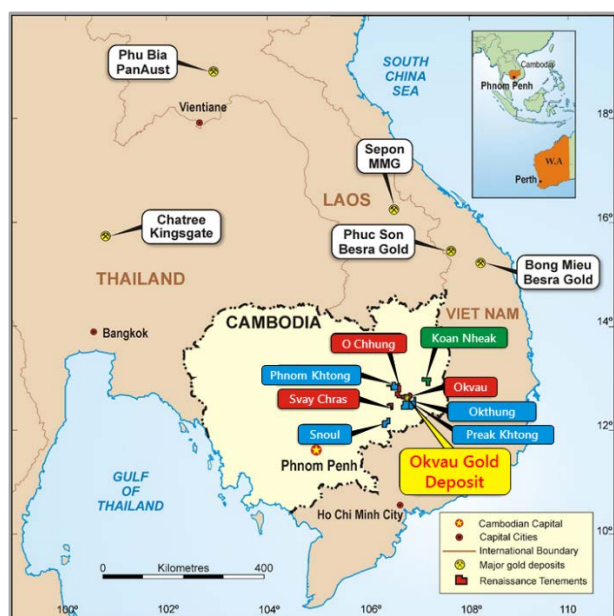 Phu Bia
PanAust
Vientiane
SOUTH
CHINA
SEA
Cambodia
Phnom Penh
W.A
Perth
18°
Sepon
MMG
LAOS
16°
Chatree
Kingsgate
Phuc Son
Besra Gold
Bong Mieu
Besra Gold
THAILAND
VIET NAM
14°
Bangkok
CAMBODIA
O Chhung
Koan Nheak
Phnom Khtong
Okvau
Svay Chras
Okthung
Snoul
Preak Khtong
12°
Phnom Penh
Okvau Gold
Deposit
GULF
OF
THAILAND
Ho Chi Minh City
10°
Kilometres
0 400
Cambodian Capital
Capital Cities
International Boundary
Major gold deposits
Renaissance Tenements
100° 102° 104° 106° 108° 110°